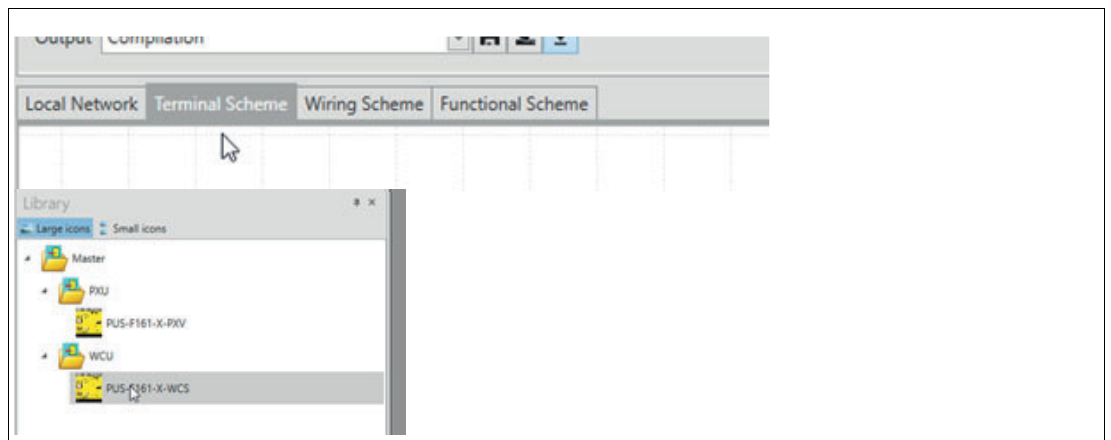 Output Compilation
Local Network Terminal Scheme Wiring Scheme Functional Scheme
Library
Large icons Small icons
Master
PXU
PUS-F161-X-PXV
WCU
PUS-F161-X-WCS